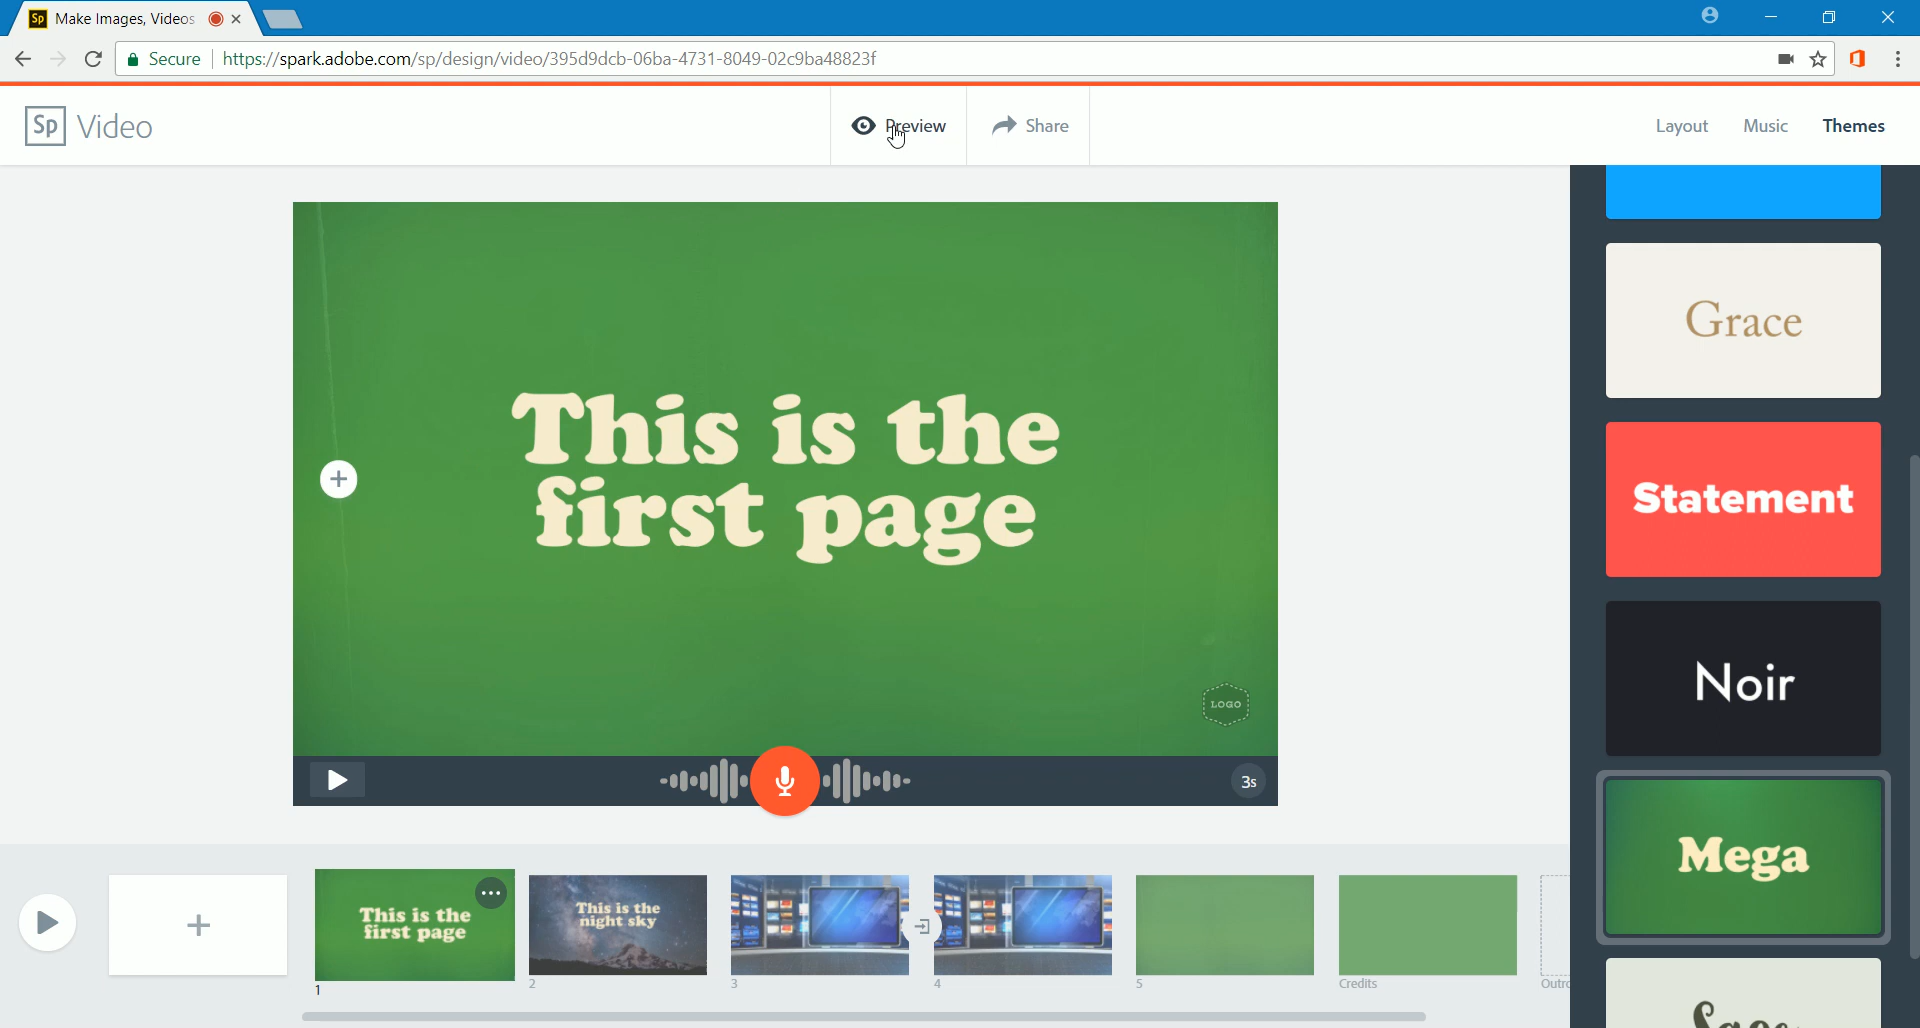 Sp Make Images, Videos
Secure https://spark.adobe.com/sp/design/video/395d9dcb-06ba-4731-8049-02c9ba48823f
Sp Video
Preview
Share
Layout
Music
Themes
Grace
Statement
Noir
Mega
This is the
first page
LOGO
3s
This is the
first page
This is the
night sky
1
2
3
4
5
Credits